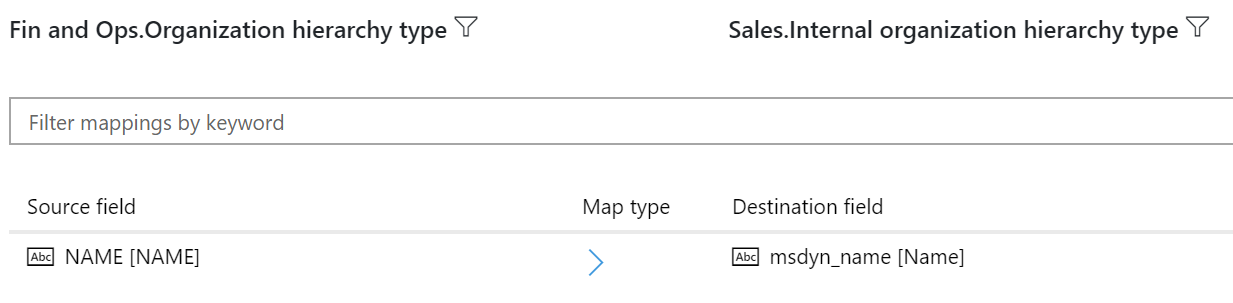 Fin and Ops.Organization hierarchy type Sales.Internal organization hierarchy type
Filter mappings by keyword
Source field Map type Destination field
Abc NAME [NAME] Abc msdyn_name [Name]